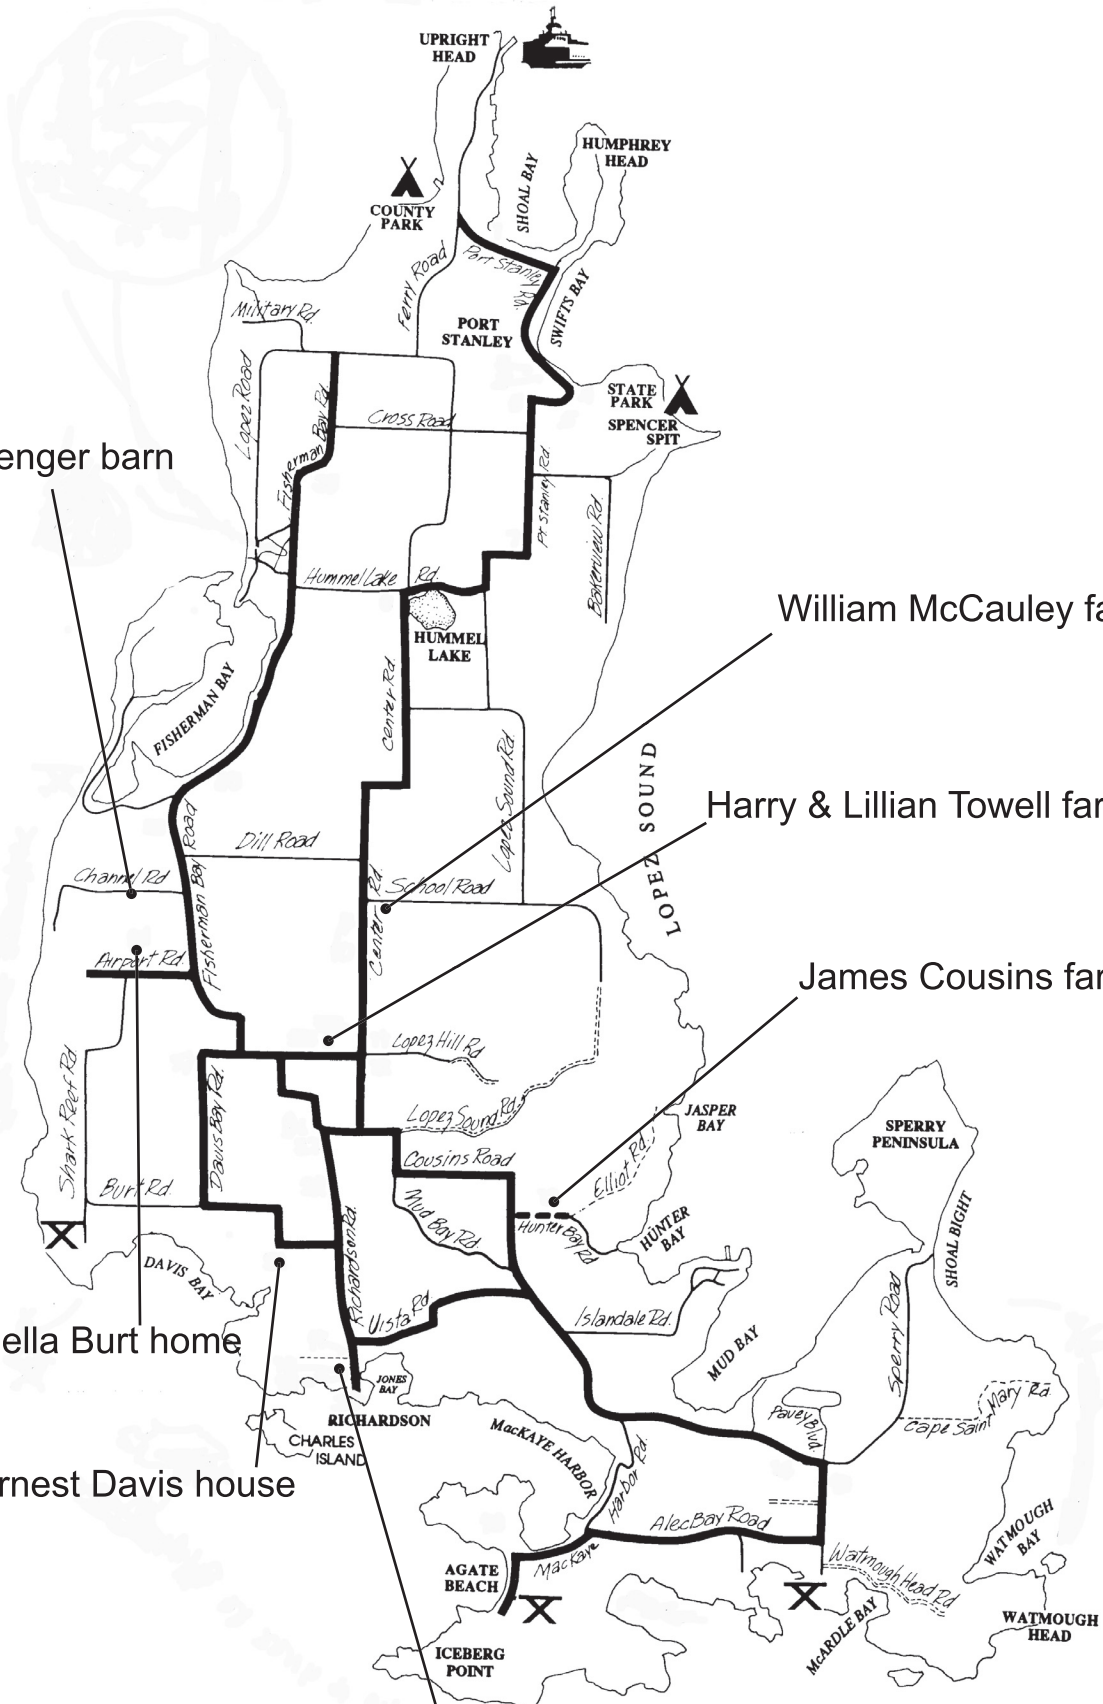 UPRIGHT
HEAD
HUMPHREY
HEAD
SHOAL BAY
COUNTY
PARK
Port Stanley
Rd.
Ferry Road
SWIFTS BAY
Military Rd.
PORT
STANLEY
Lopez Road
Fisherman
Bay Rd.
STATE
PARK
SPENCER
SPIT
Cross Road
enger barn
Pt Stanley Rd
Bakerview Rd.
Hummel Lake Rd.
HUMMEL
LAKE
William McCauley fa
FISHERMAN BAY
Center Rd.
Lopez Sound Rd.
LOPEZ SOUND
Harry & Lillian Towell far
Dill Road
Channel Rd
School Road
Fisherman Bay Road
Center Rd.
Airport Rd.
James Cousins far
Lopez Hill Rd
Shark Reef Rd
Davis Bay Rd.
Lopez Sound Rd.
JASPER
BAY
SPERRY
PENINSULA
Cousins Road
Elliot Rd.
Burt Rd.
Mud Bay Rd.
Hunter Bay Rd
HUNTER
BAY
SHOAL BIGHT
DAVIS BAY
Richardson Rd.
Vista Rd
Islandale Rd.
ella Burt home
MUD BAY
Sperry Road
JONES
BAY
RICHARDSON
Pavey Blvd.
Cape Saint Mary Rd.
CHARLES
ISLAND
MacKAYE HARBOR
rnest Davis house
Mackaye Harbor Rd.
Alec Bay Road
WATMOUGH
BAY
AGATE
BEACH
Watmough Head Rd
McARDLE BAY
WATMOUGH
HEAD
ICEBERG
POINT